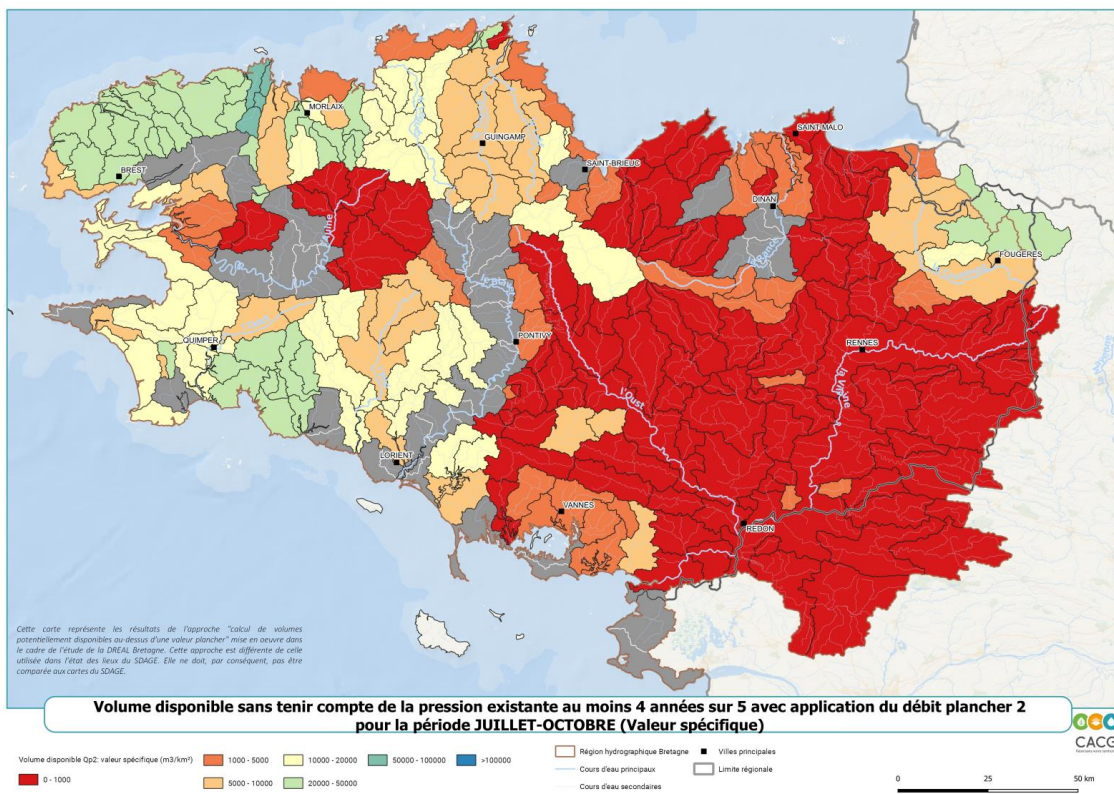 SAINT-MALO
MORLAIX
GUINGAMP
SAINT-BRIEUC
BREST
DINAN
l'Aulne
la Rance
FOUGERES
QUIMPER
PONTIVY
RENNES
l'Oust
la Vilaine
LORIENT
VANNES
REDON
Cette carte représente les résultats de l'approche "calcul de volumes
potentiellement disponibles au-dessus d'une valeur plancher" mise en oeuvre dans
le cadre de l'étude de la DREAL Bretagne. Cette approche est différente de celle
utilisée dans l'état des lieux du SDAGE. Elle ne doit, par conséquent, pas être
comparée aux cartes du SDAGE.
Volume disponible sans tenir compte de la pression existante au moins 4 années sur 5 avec application du débit plancher 2
pour la période JUILLET-OCTOBRE (Valeur spécifique)
CACG
Volume disponible Qp2: valeur spécifique (m3/km²)
0 - 1000
1000 - 5000
5000 - 10000
10000 - 20000
20000 - 50000
50000 - 100000
>100000
Région hydrographique Bretagne
Cours d'eau principaux
Cours d'eau secondaires
Villes principales
Limite régionale
0 25 50 km